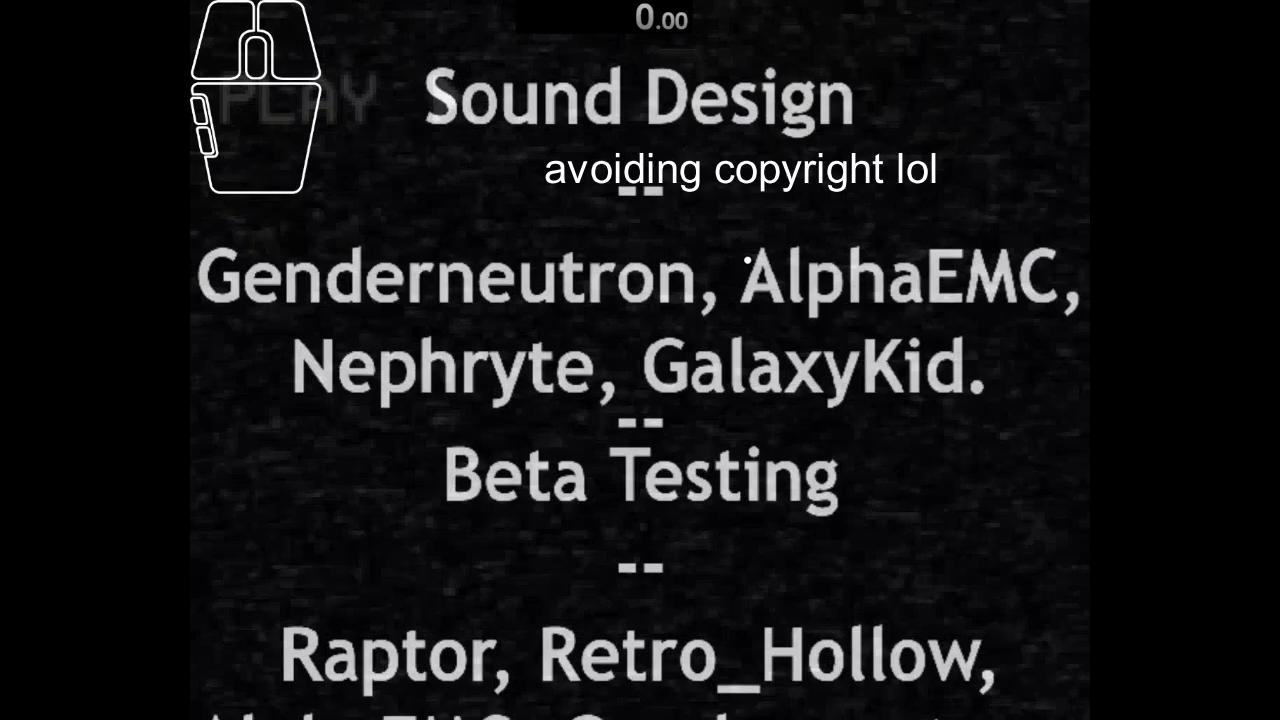 0.00
PLAY
Sound Design
avoiding copyright lol
--
Genderneutron, AlphaEMC,
Nephryte, GalaxyKid.
--
Beta Testing
--
Raptor, Retro_Hollow,